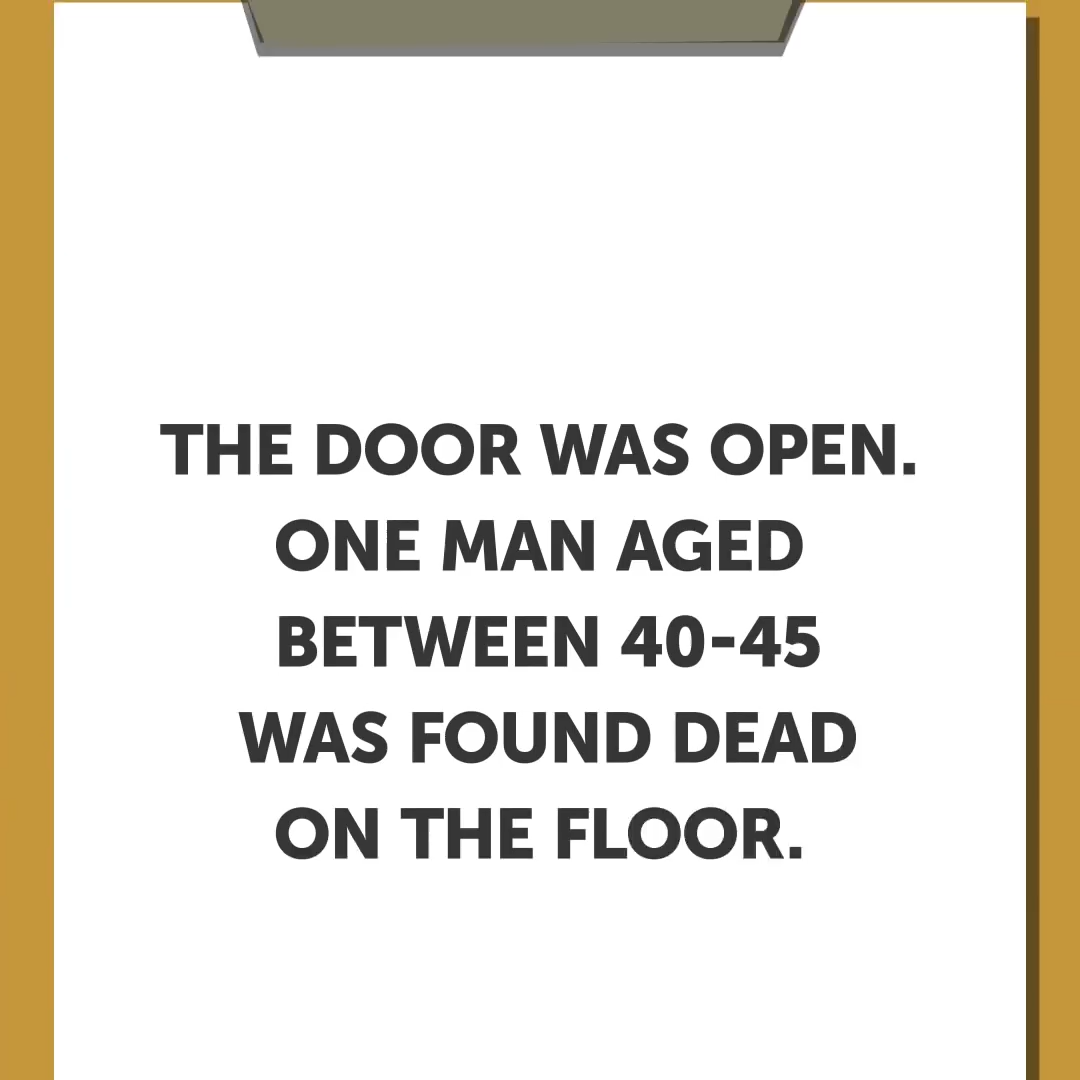 THE DOOR WAS OPEN.
ONE MAN AGED
BETWEEN 40-45
WAS FOUND DEAD
ON THE FLOOR.